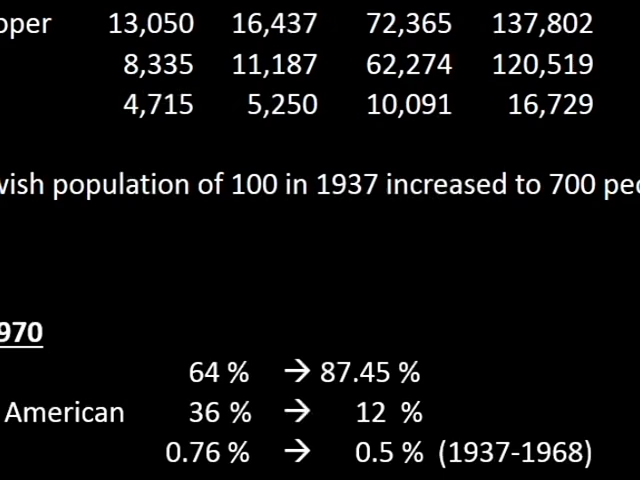 oper 13,050 16,437 72,365 137,802
8,335 11,187 62,274 120,519
4,715 5,250 10,091 16,729
wish population of 100 in 1937 increased to 700 peo
970
64 % → 87.45 %
American 36 % → 12 %
0.76 % → 0.5 % (1937-1968)